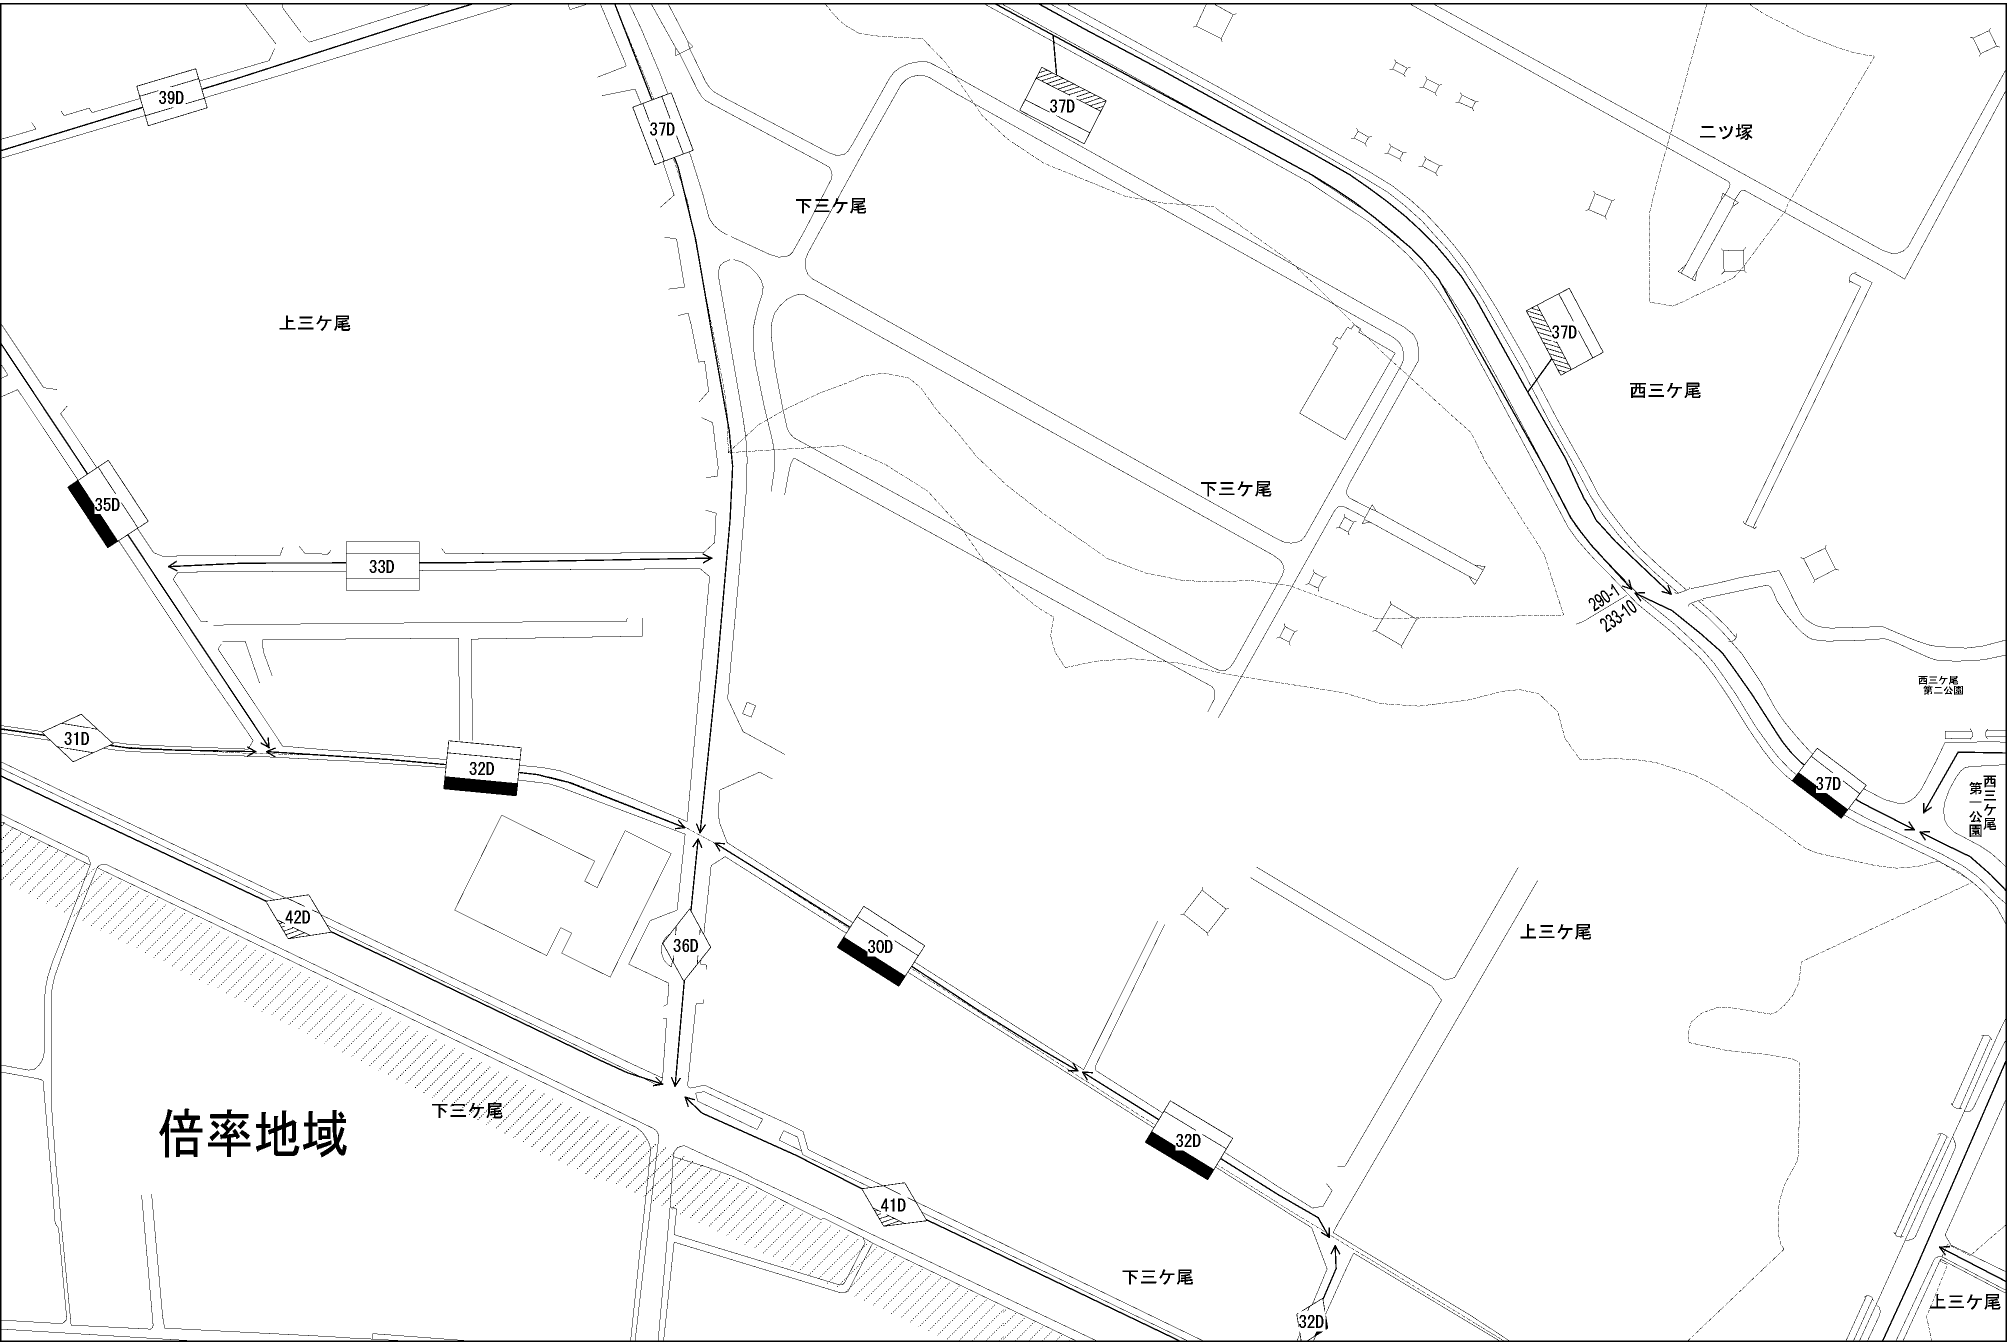 39D
37D
37D
二ツ塚
下三ケ尾
上三ケ尾
37D
西三ケ尾
35D
下三ケ尾
33D
290-1
233-10
西三ケ尾
第二公園
31D
32D
37D
西三ケ尾
第一公園
42D
36D
30D
上三ケ尾
倍率地域
下三ケ尾
32D
41D
下三ケ尾
32D
上三ケ尾